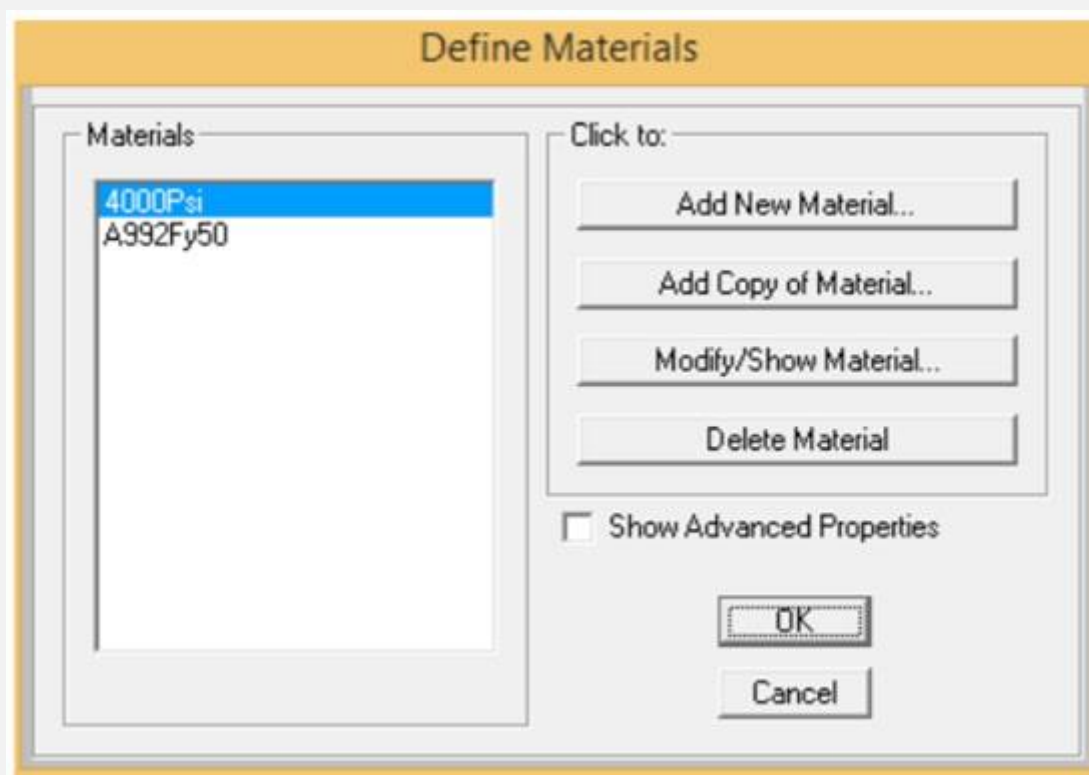 Define Materials
Materials
4000Psi
A992Fy50
Click to:
Add New Material...
Add Copy of Material...
Modify/Show Material...
Delete Material
Show Advanced Properties
OK
Cancel